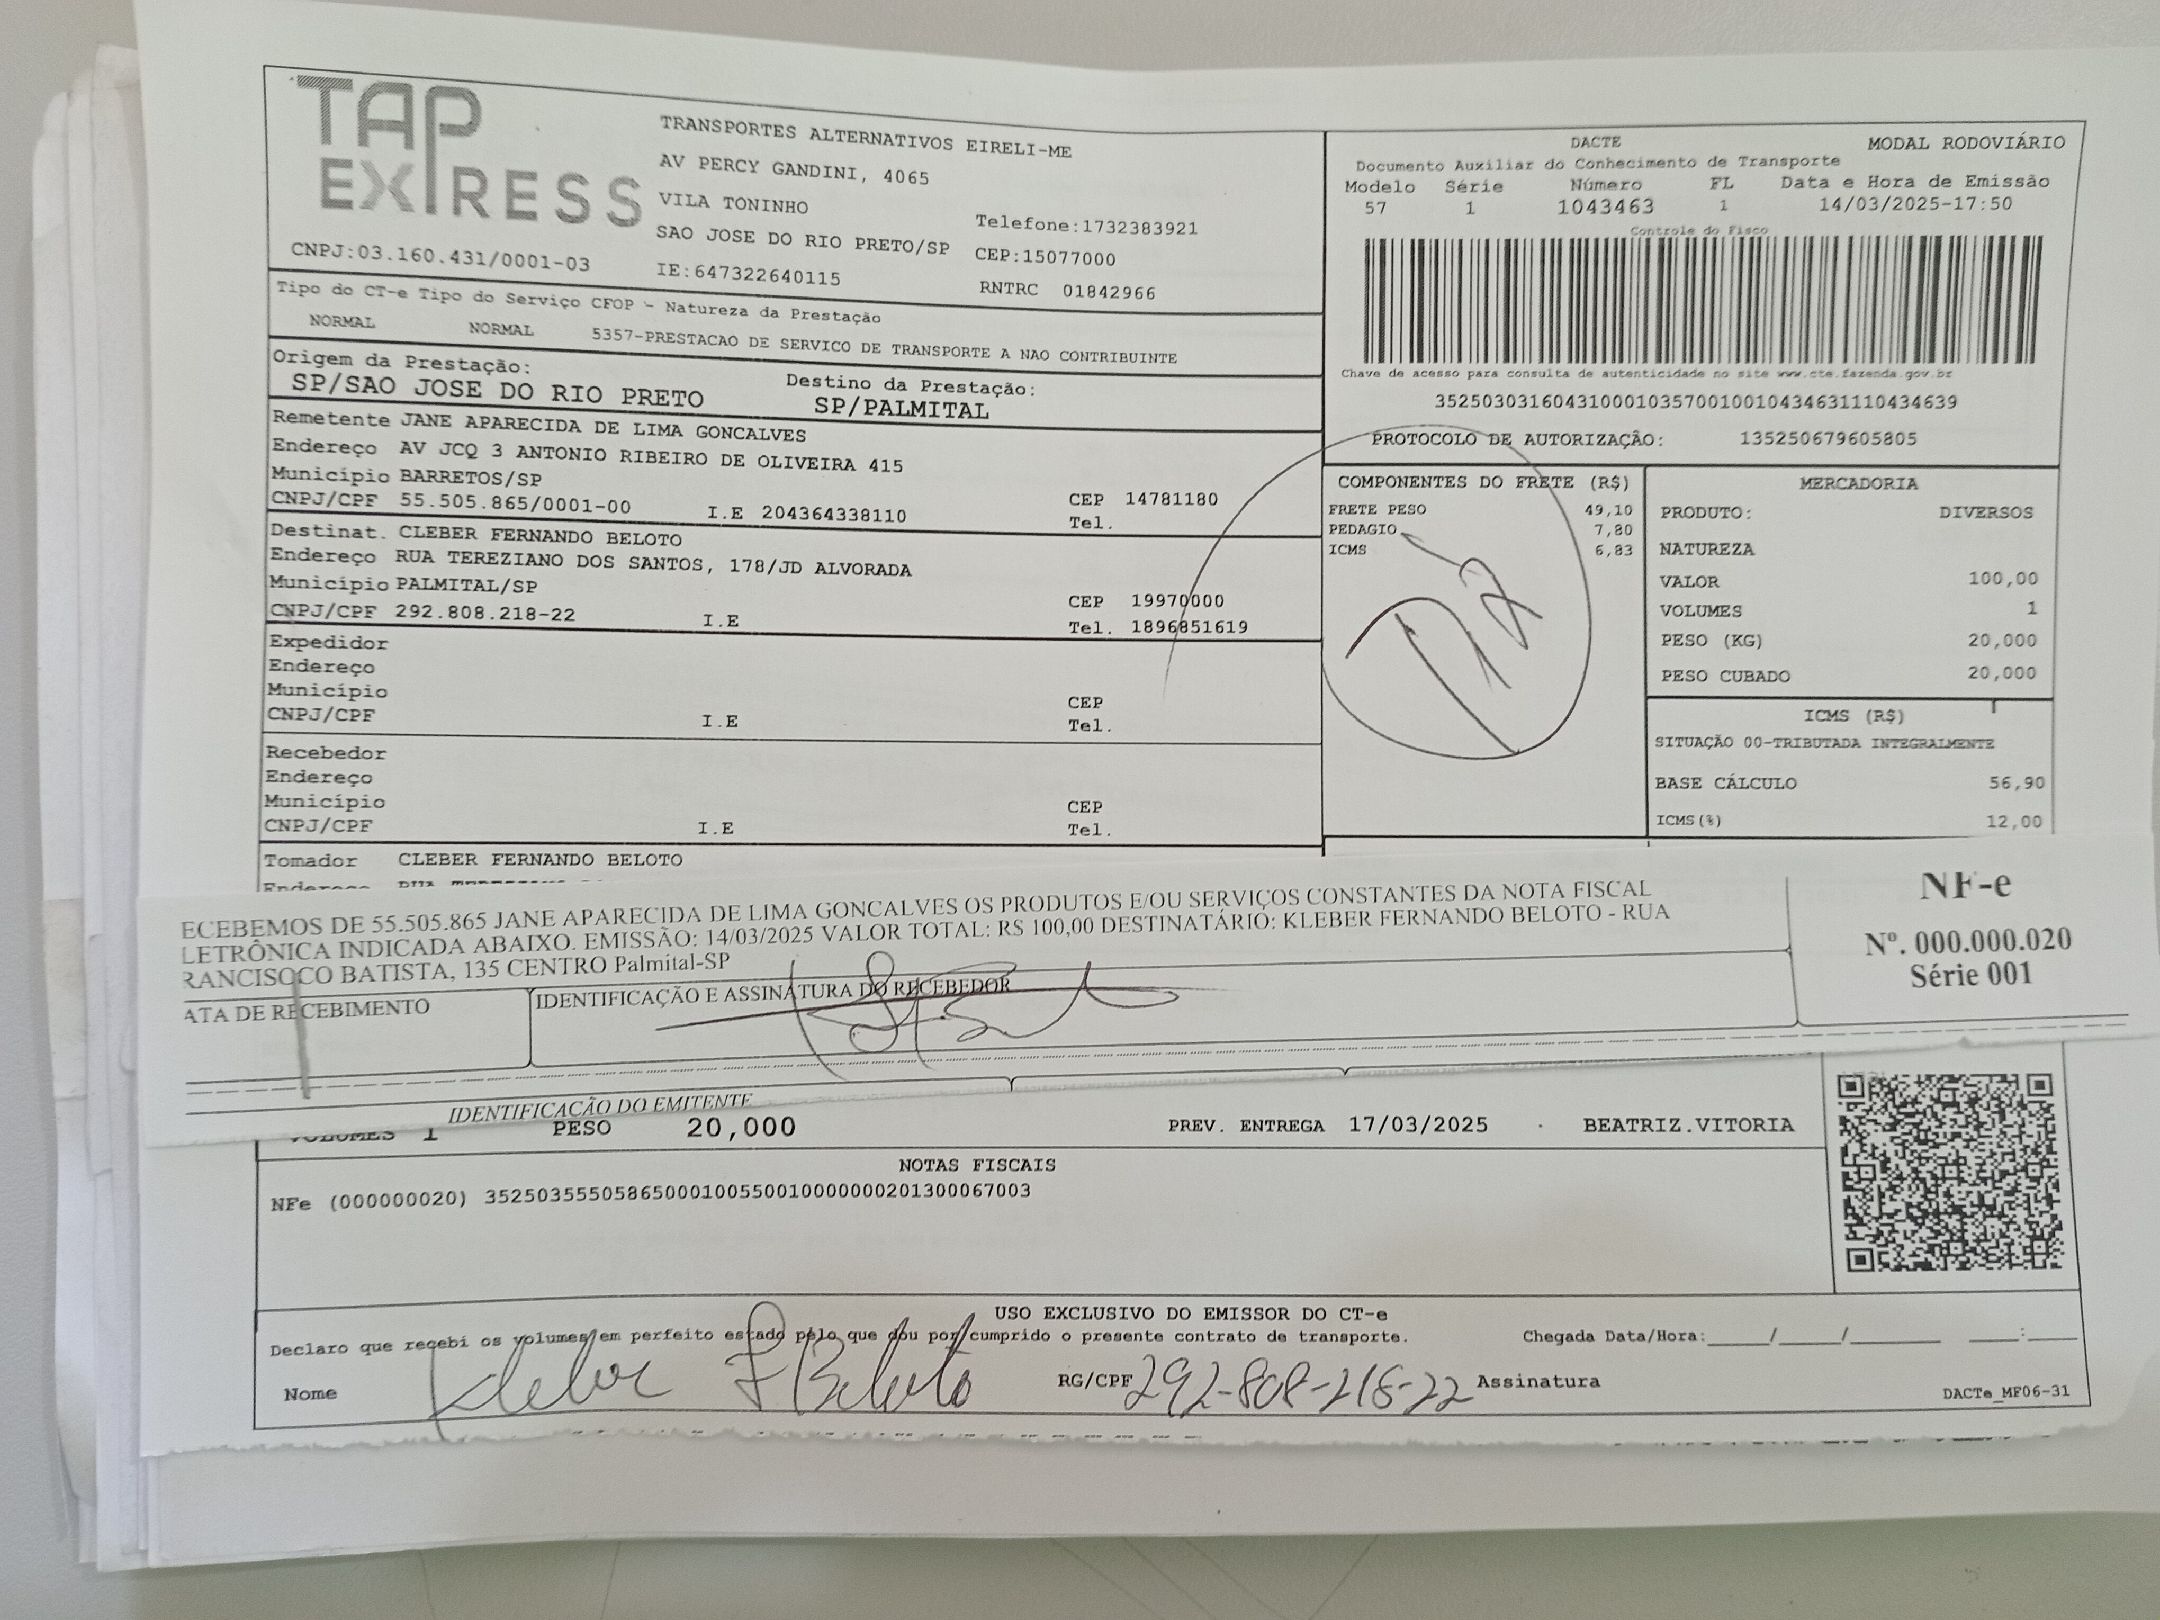 TAP EXPRESS
TRANSPORTES ALTERNATIVOS EIRELI-ME
AV PERCY GANDINI, 4065
VILA TONINHO
SAO JOSE DO RIO PRETO/SP
Telefone:1732383921
CEP:15077000
CNPJ:03.160.431/0001-03
IE:647322640115
RNTRC 01842966
DACTE
MODAL RODOVIÁRIO
Documento Auxiliar do Conhecimento de Transporte
Modelo Série Número FL Data e Hora de Emissão
57 1 1043463 1 14/03/2025-17:50
Controle do Fisco
Chave de acesso para consulta de autenticidade no site www.cte.fazenda.gov.br
35250303160431000103570010010434631110434639
PROTOCOLO DE AUTORIZAÇÃO: 135250679605805
Tipo do CT-e Tipo do Serviço CFOP - Natureza da Prestação
NORMAL NORMAL 5357-PRESTACAO DE SERVICO DE TRANSPORTE A NAO CONTRIBUINTE
Origem da Prestação: Destino da Prestação:
SP/SAO JOSE DO RIO PRETO SP/PALMITAL
Remetente JANE APARECIDA DE LIMA GONCALVES
Endereço AV JCQ 3 ANTONIO RIBEIRO DE OLIVEIRA 415
Município BARRETOS/SP CEP 14781180
CNPJ/CPF 55.505.865/0001-00 I.E 204364338110 Tel.
Destinat. CLEBER FERNANDO BELOTO
Endereço RUA TEREZIANO DOS SANTOS, 178/JD ALVORADA
Município PALMITAL/SP CEP 19970000
CNPJ/CPF 292.808.218-22 I.E Tel. 1896851619
Expedidor
Endereço
Município CEP
CNPJ/CPF I.E Tel.
Recebedor
Endereço
Município CEP
CNPJ/CPF I.E Tel.
Tomador CLEBER FERNANDO BELOTO
COMPONENTES DO FRETE (R$)
FRETE PESO 49,10
PEDAGIO 7,80
ICMS 6,83
MERCADORIA
PRODUTO: DIVERSOS
NATUREZA
VALOR 100,00
VOLUMES 1
PESO (KG) 20,000
PESO CUBADO 20,000
ICMS (R$)
SITUAÇÃO 00-TRIBUTADA INTEGRALMENTE
BASE CÁLCULO 56,90
ICMS(%) 12,00
ECEBEMOS DE 55.505.865 JANE APARECIDA DE LIMA GONCALVES OS PRODUTOS E/OU SERVIÇOS CONSTANTES DA NOTA FISCAL
LETRÔNICA INDICADA ABAIXO. EMISSÃO: 14/03/2025 VALOR TOTAL: R$ 100,00 DESTINATÁRIO: KLEBER FERNANDO BELOTO - RUA
RANCISOCO BATISTA, 135 CENTRO Palmital-SP
ATA DE RECEBIMENTO
IDENTIFICAÇÃO E ASSINATURA DO RECEBEDOR
NF-e
Nº. 000.000.020
Série 001
IDENTIFICAÇÃO DO EMITENTE
VOLUMES 1 PESO 20,000 PREV. ENTREGA 17/03/2025 . BEATRIZ.VITORIA
NOTAS FISCAIS
NFe (000000020) 35250355505865000100550010000000201300067003
USO EXCLUSIVO DO EMISSOR DO CT-e
Declaro que recebi os volumes em perfeito estado pelo que dou por cumprido o presente contrato de transporte.
Chegada Data/Hora:____/____/______ ____:____
Nome Kleber F Beloto RG/CPF 292-808-218-22 Assinatura
DACTe_MF06-31